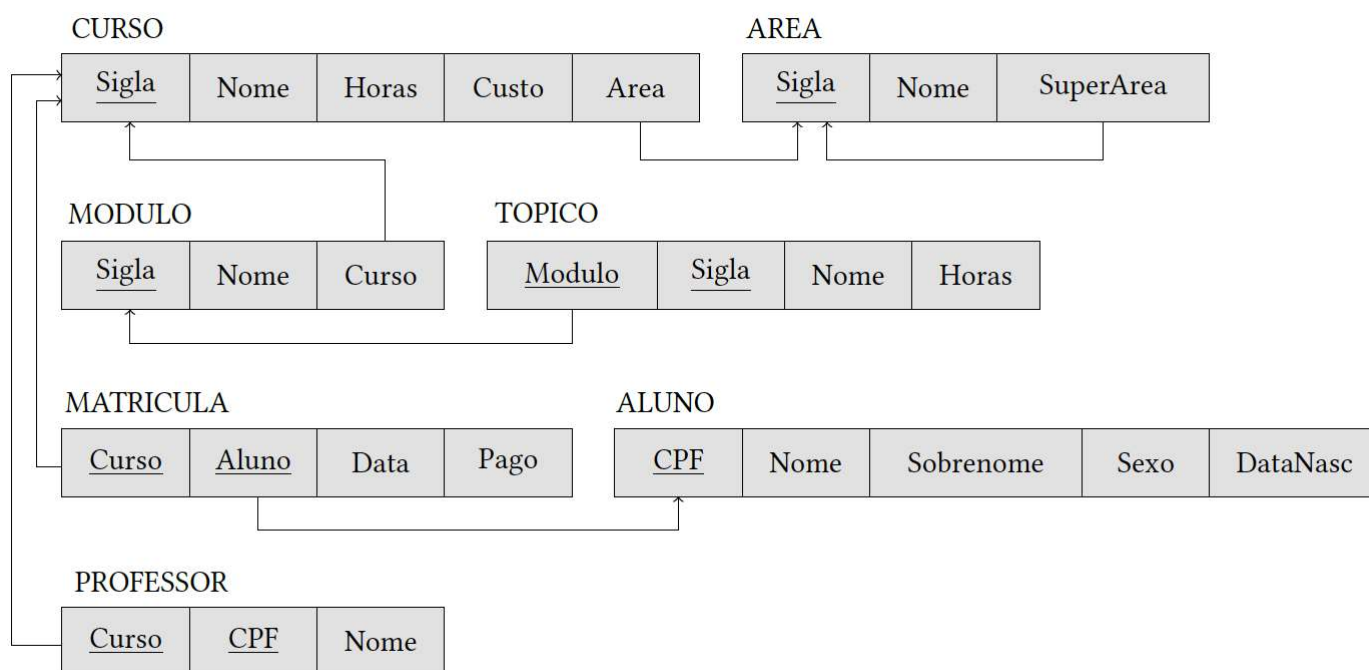 CURSO
Sigla Nome Horas Custo Area
AREA
Sigla Nome SuperArea
MODULO
Sigla Nome Curso
TOPICO
Modulo Sigla Nome Horas
MATRICULA
Curso Aluno Data Pago
ALUNO
CPF Nome Sobrenome Sexo DataNasc
PROFESSOR
Curso CPF Nome